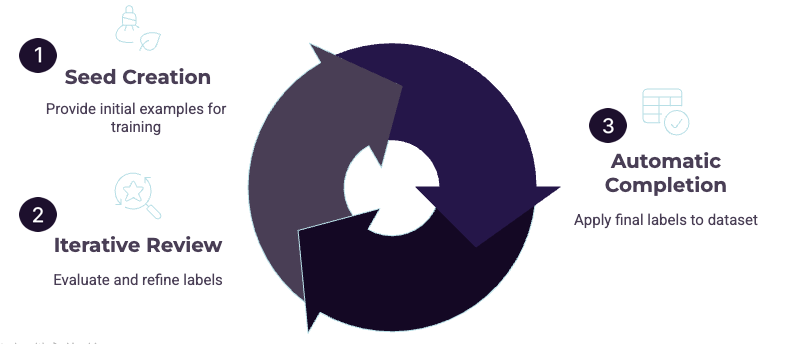 1
Seed Creation
Provide initial examples for
training
2
Iterative Review
Evaluate and refine labels
3
Automatic
Completion
Apply final labels to dataset